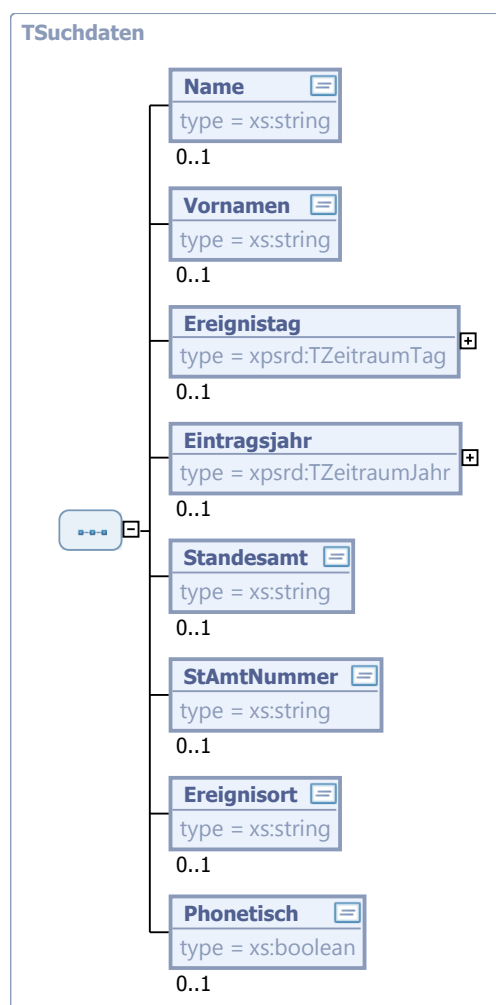 TSuchdaten
Name
type = xs:string
0..1
Vornamen
type = xs:string
0..1
Ereignistag
type = xpsrd:TZeitraumTag
0..1
Eintragsjahr
type = xpsrd:TZeitraumJahr
0..1
Standesamt
type = xs:string
0..1
StAmtNummer
type = xs:string
0..1
Ereignisort
type = xs:string
0..1
Phonetisch
type = xs:boolean
0..1